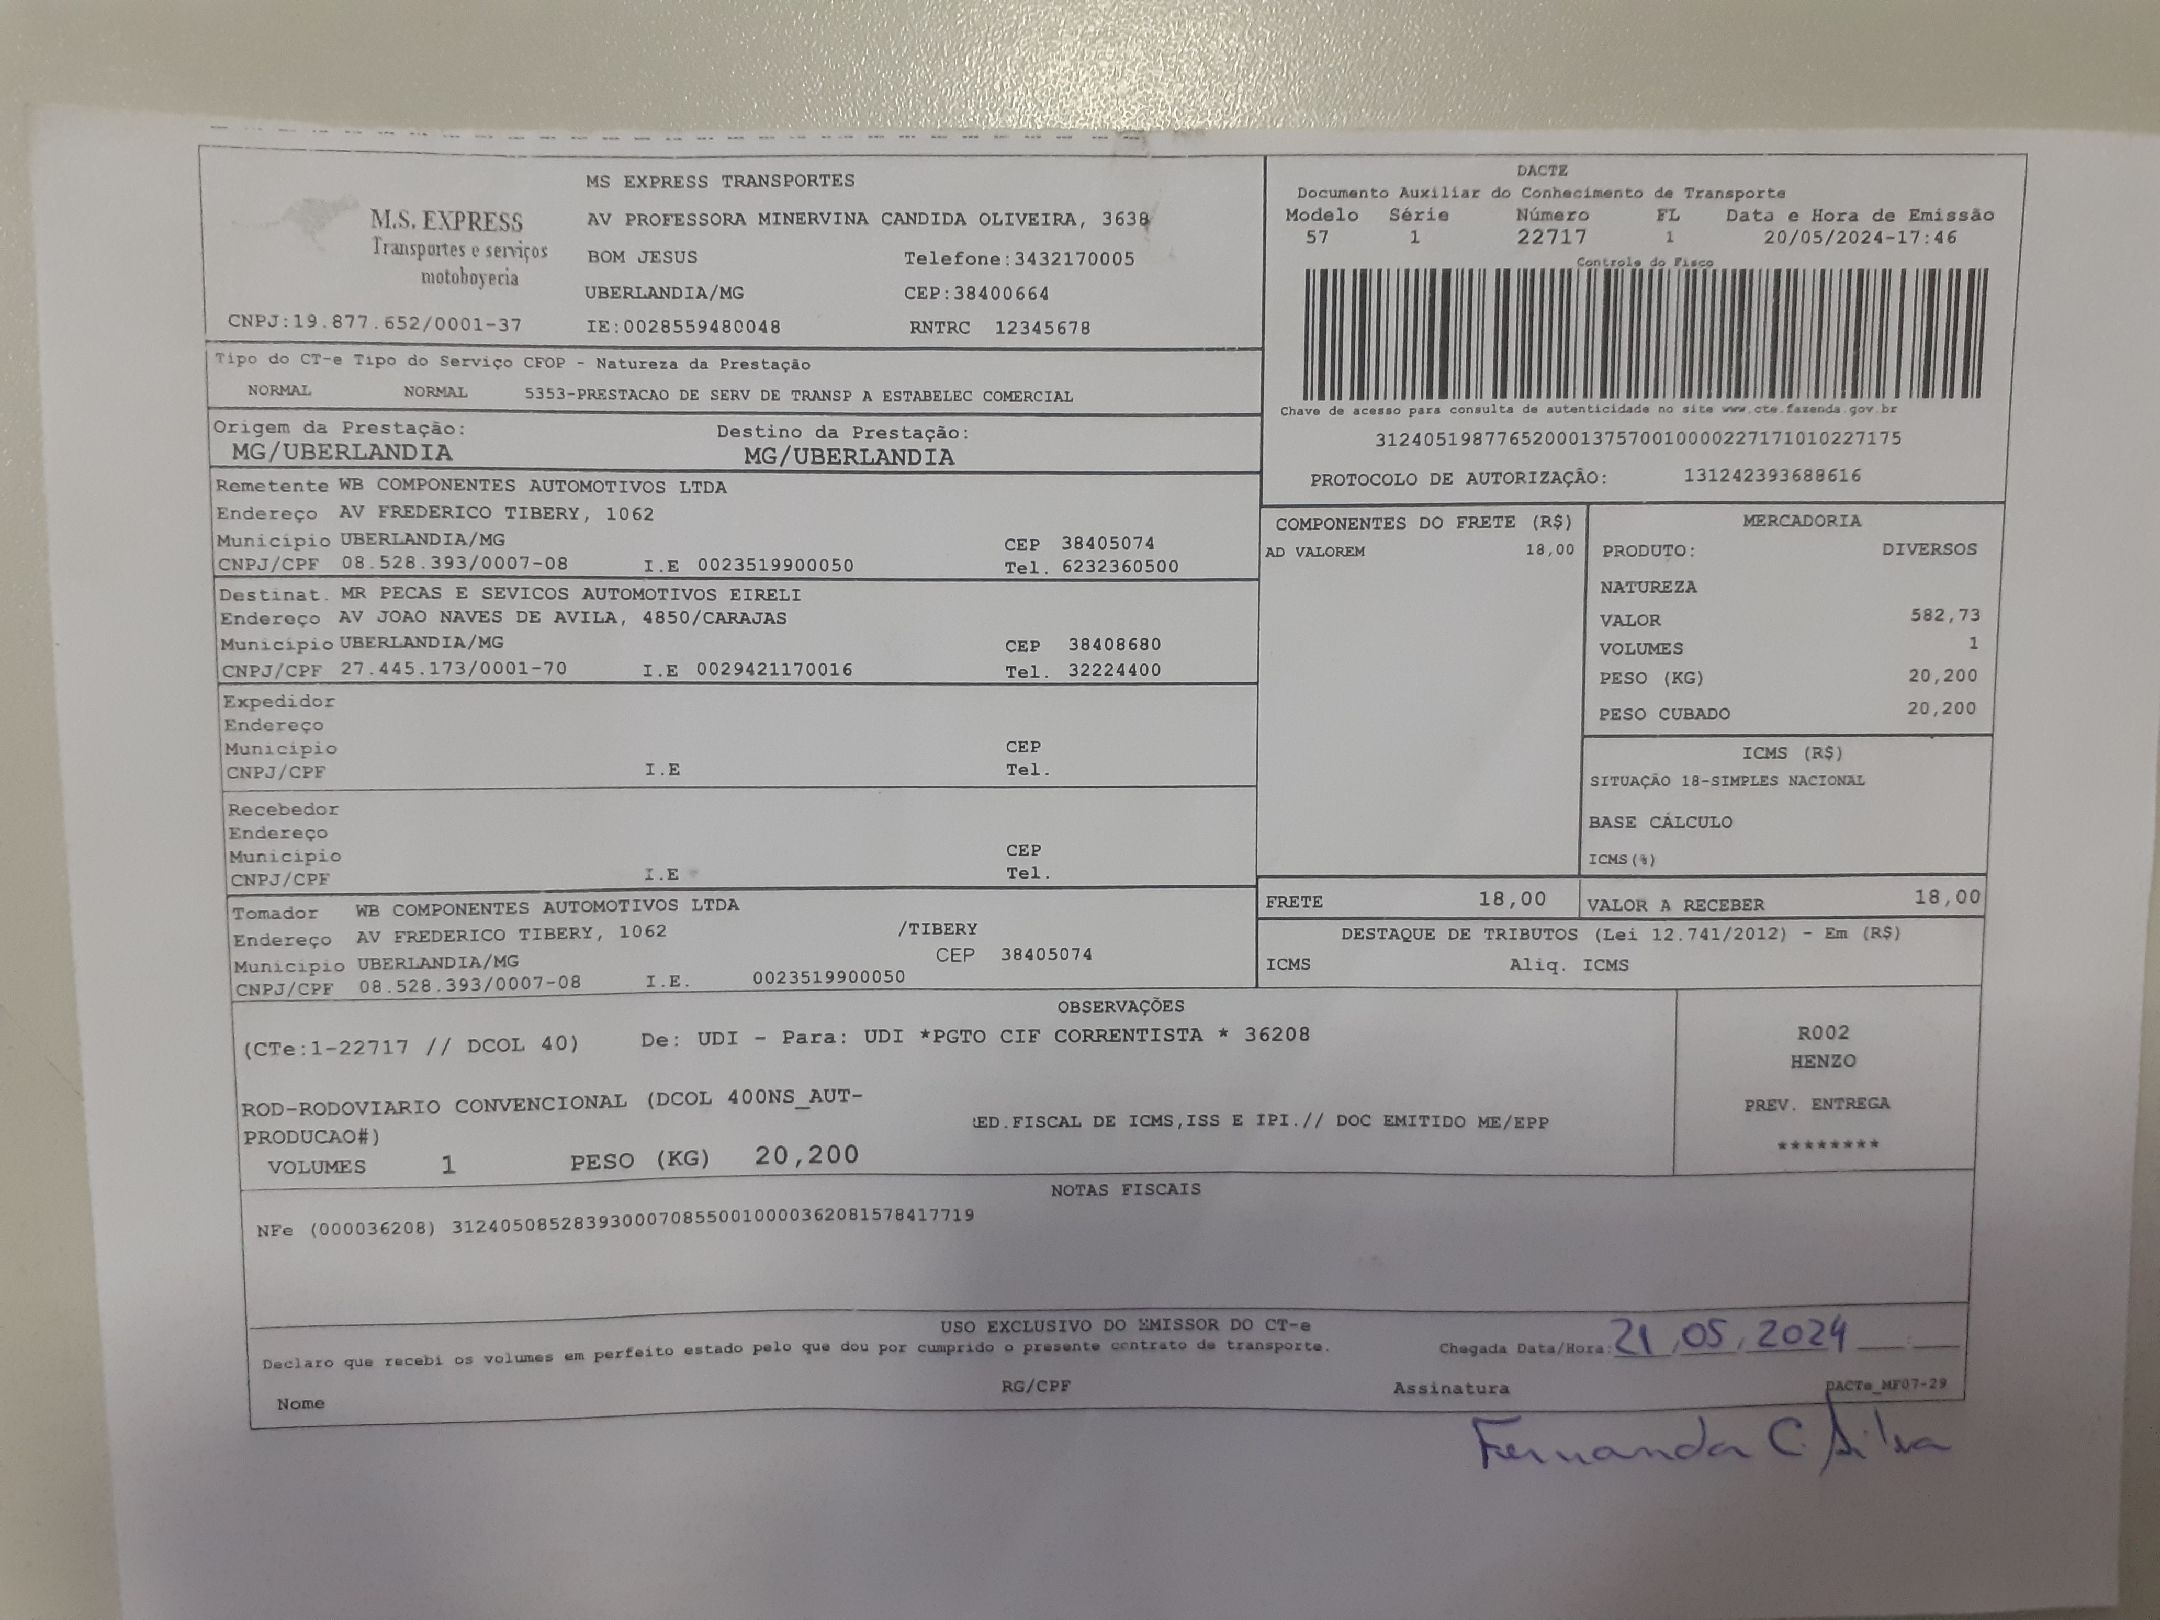 M.S. EXPRESS
Transportes e serviços
motoboyeria
CNPJ:19.877.652/0001-37
MS EXPRESS TRANSPORTES
AV PROFESSORA MINERVINA CANDIDA OLIVEIRA, 3638
BOM JESUS Telefone:3432170005
UBERLANDIA/MG CEP:38400664
IE:0028559480048 RNTRC 12345678
DACTE
Documento Auxiliar do Conhecimento de Transporte
Modelo Série Número FL Data e Hora de Emissão
57 1 22717 1 20/05/2024-17:46
Controle do Fisco
Chave de acesso para consulta de autenticidade no site www.cte.fazenda.gov.br
31240519877652000137570010000227171010227175
PROTOCOLO DE AUTORIZAÇÃO: 131242393688616
Tipo do CT-e Tipo do Serviço CFOP - Natureza da Prestação
NORMAL NORMAL 5353-PRESTACAO DE SERV DE TRANSP A ESTABELEC COMERCIAL
Origem da Prestação: Destino da Prestação:
MG/UBERLANDIA MG/UBERLANDIA
Remetente WB COMPONENTES AUTOMOTIVOS LTDA
Endereço AV FREDERICO TIBERY, 1062
Município UBERLANDIA/MG CEP 38405074
CNPJ/CPF 08.528.393/0007-08 I.E 0023519900050 Tel. 6232360500
Destinat. MR PECAS E SEVICOS AUTOMOTIVOS EIRELI
Endereço AV JOAO NAVES DE AVILA, 4850/CARAJAS
Município UBERLANDIA/MG CEP 38408680
CNPJ/CPF 27.445.173/0001-70 I.E 0029421170016 Tel. 32224400
Expedidor
Endereço
Município CEP
CNPJ/CPF I.E Tel.
Recebedor
Endereço
Município CEP
CNPJ/CPF I.E Tel.
Tomador WB COMPONENTES AUTOMOTIVOS LTDA
Endereço AV FREDERICO TIBERY, 1062 /TIBERY
Município UBERLANDIA/MG CEP 38405074
CNPJ/CPF 08.528.393/0007-08 I.E. 0023519900050
COMPONENTES DO FRETE (R$)
AD VALOREM 18,00
MERCADORIA
PRODUTO: DIVERSOS
NATUREZA
VALOR 582,73
VOLUMES 1
PESO (KG) 20,200
PESO CUBADO 20,200
ICMS (R$)
SITUAÇÃO 18-SIMPLES NACIONAL
BASE CÁLCULO
ICMS(%)
FRETE 18,00 VALOR A RECEBER 18,00
DESTAQUE DE TRIBUTOS (Lei 12.741/2012) - Em (R$)
ICMS Aliq. ICMS
OBSERVAÇÕES
(CTe:1-22717 // DCOL 40) De: UDI - Para: UDI *PGTO CIF CORRENTISTA * 36208
ROD-RODOVIARIO CONVENCIONAL (DCOL 400NS_AUT-
PRODUCAO#) ED.FISCAL DE ICMS,ISS E IPI.// DOC EMITIDO ME/EPP
VOLUMES 1 PESO (KG) 20,200
R002
HENZO
PREV. ENTREGA
********
NOTAS FISCAIS
NFe (000036208) 31240508528393000708550010000362081578417719
USO EXCLUSIVO DO EMISSOR DO CT-e
Declaro que recebi os volumes em perfeito estado pelo que dou por cumprido o presente contrato de transporte. Chegada Data/Hora: 21/05/2024 ___:___
Nome RG/CPF Assinatura DACTe_MF07-29
Fernanda C. Silva